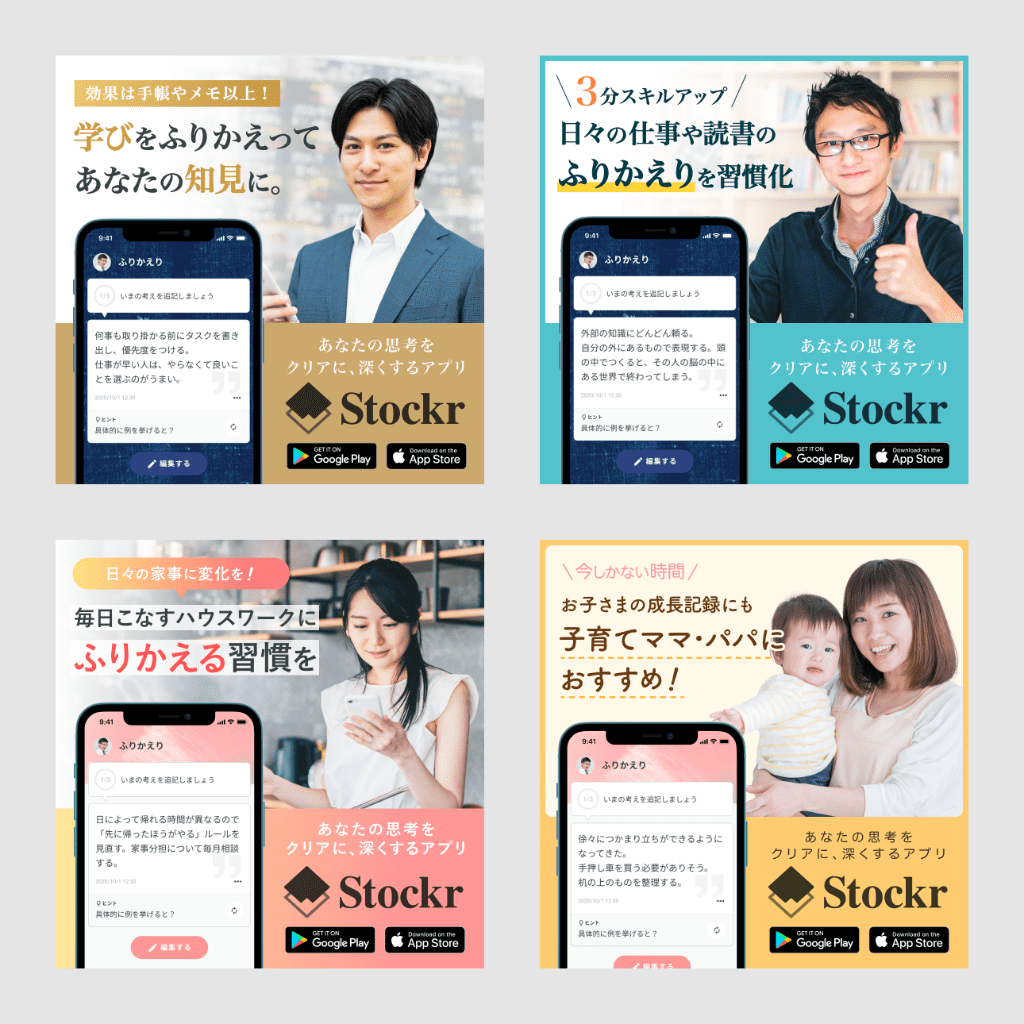 効果は手帳やメモ以上！
学びをふりかえって
あなたの知見に。
9:41
ふりかえり
1/3
いまの考えを追記しましょう
何事も取り掛かる前にタスクを書き
出し、優先度をつける。
仕事が早い人は、やらなくて良いこ
とを選ぶのがうまい。
2020/10/1 12:30
ヒント
具体的に例を挙げると？
編集する
あなたの思考を
クリアに、深くするアプリ
Stockr
GET IT ON
Google Play
Download on the
App Store
3分スキルアップ
日々の仕事や読書の
ふりかえりを習慣化
9:41
ふりかえり
1/3
いまの考えを追記しましょう
外部の知識にどんどん頼る。
自分の外にあるもので表現する。頭
の中でつくると、その人の脳の中に
ある世界で終わってしまう。
2020/10/1 12:30
ヒント
具体的に例を挙げると？
編集する
あなたの思考を
クリアに、深くするアプリ
Stockr
GET IT ON
Google Play
Download on the
App Store
日々の家事に変化を！
毎日こなすハウスワークに
ふりかえる習慣を
9:41
ふりかえり
1/3
いまの考えを追記しましょう
日によって帰れる時間が異なるので
「先に帰ったほうがやる」ルールを
見直す。家事分担について毎月相談
する。
2020/10/1 12:30
ヒント
具体的に例を挙げると？
編集する
あなたの思考を
クリアに、深くするアプリ
Stockr
GET IT ON
Google Play
Download on the
App Store
今しかない時間
お子さまの成長記録にも
子育てママ・パパに
おすすめ！
9:41
ふりかえり
1/3
いまの考えを追記しましょう
徐々につかまり立ちができるように
なってきた。
手押し車を買う必要がありそう。
机の上のものを整理する。
2020/10/1 12:30
ヒント
具体的に例を挙げると？
編集する
あなたの思考を
クリアに、深くするアプリ
Stockr
GET IT ON
Google Play
Download on the
App Store